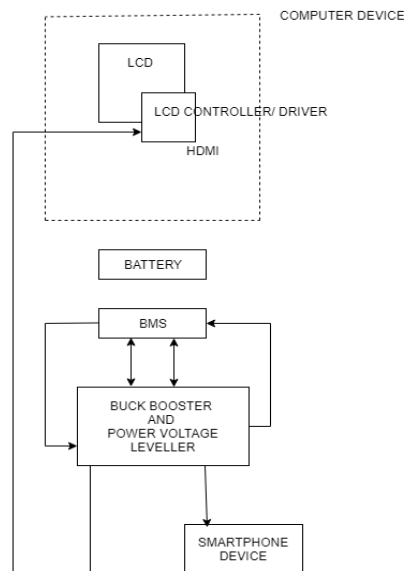 COMPUTER DEVICE
LCD
LCD CONTROLLER/ DRIVER
HDMI
BATTERY
BMS
BUCK BOOSTER
AND
POWER VOLTAGE
LEVELLER
SMARTPHONE
DEVICE